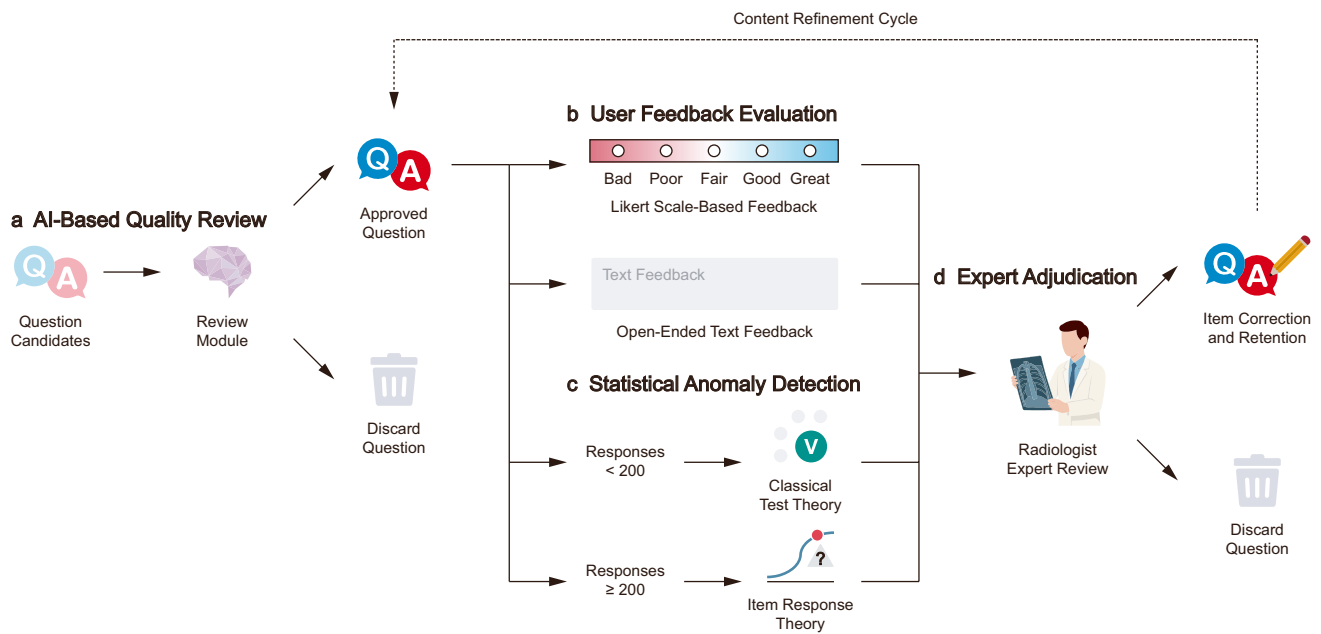 Content Refinement Cycle
a AI-Based Quality Review
Q A
Question
Candidates
Review
Module
Q A
Approved
Question
Discard
Question
b User Feedback Evaluation
Bad Poor Fair Good Great
Likert Scale-Based Feedback
Text Feedback
Open-Ended Text Feedback
c Statistical Anomaly Detection
Responses
< 200
V
Classical
Test Theory
Responses
≥ 200
?
Item Response
Theory
d Expert Adjudication
Radiologist
Expert Review
Q A
Item Correction
and Retention
Discard
Question